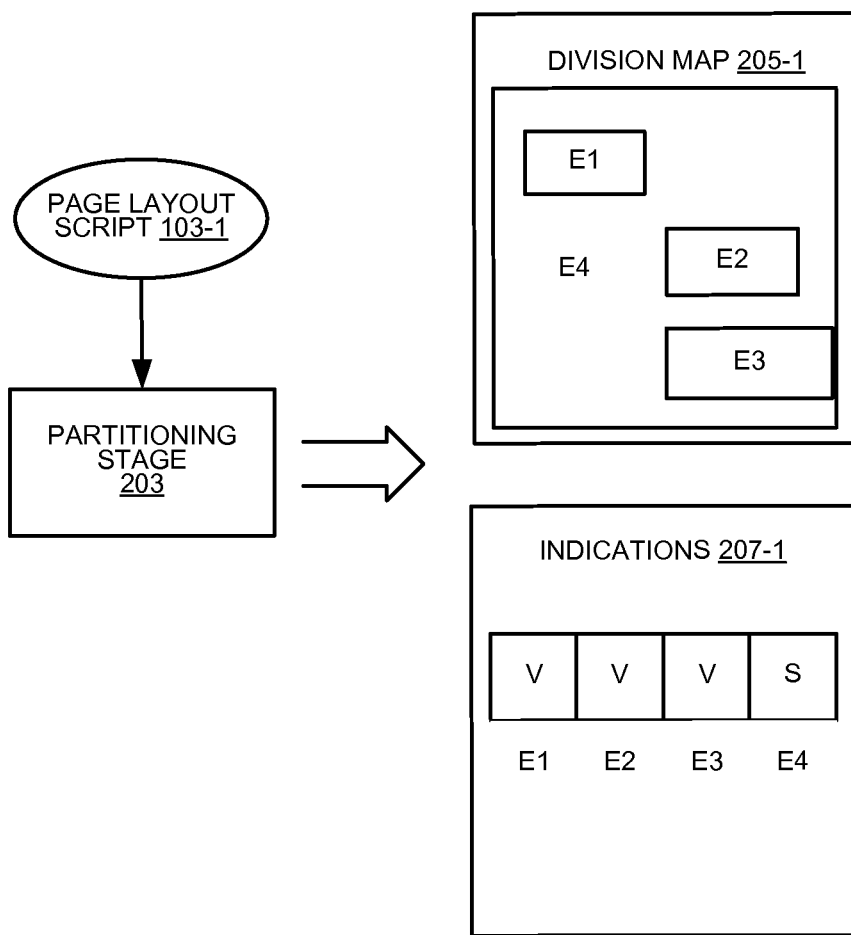 PAGE LAYOUT
SCRIPT 103-1
PARTITIONING
STAGE
203
DIVISION MAP 205-1
E1
E2
E4
E3
INDICATIONS 207-1
V V V S
E1 E2 E3 E4